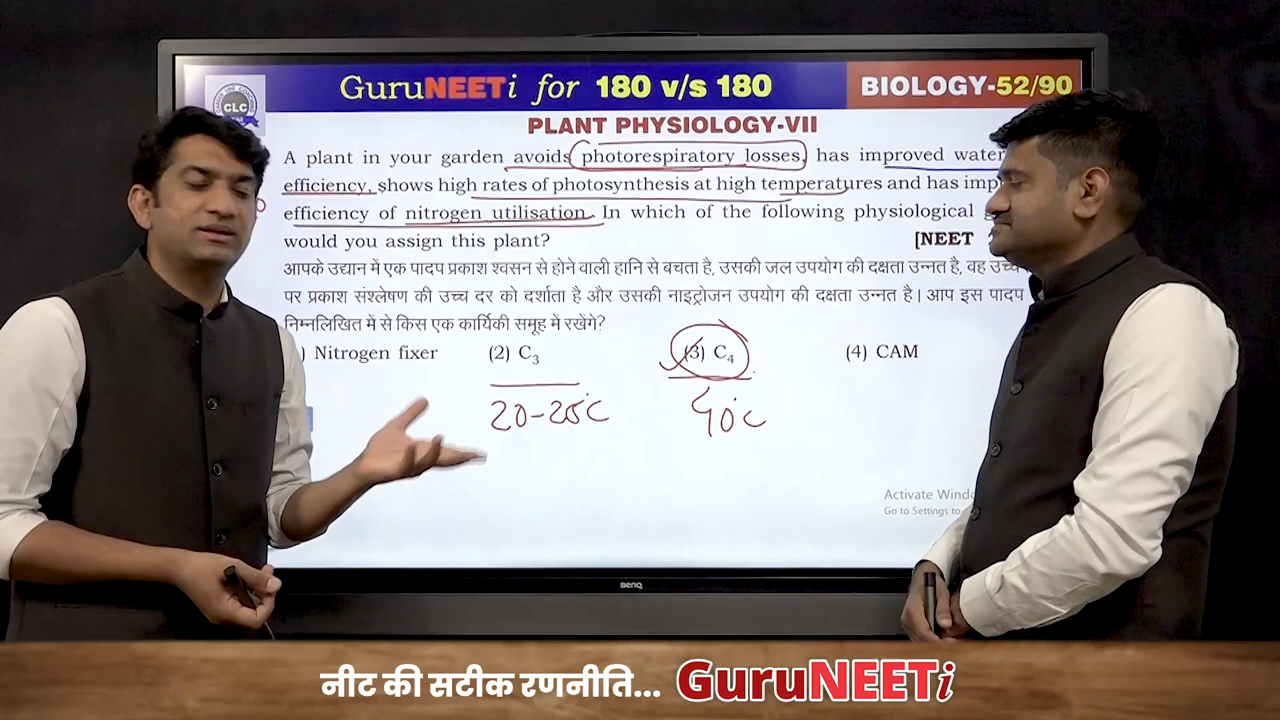 GuruNEETi for 180 v/s 180
BIOLOGY-52/90
CLC
PLANT PHYSIOLOGY-VII
A plant in your garden avoids photorespiratory losses, has improved water
efficiency, shows high rates of photosynthesis at high temperatures and has imp
efficiency of nitrogen utilisation. In which of the following physiological g
would you assign this plant? [NEET
आपके उद्यान में एक पादप प्रकाश श्वसन से होने वाली हानि से बचता है, उसकी जल उपयोग की दक्षता उन्नत है, वह उच्च
पर प्रकाश संश्लेषण की उच्च दर को दर्शाता है और उसकी नाइट्रोजन उपयोग की दक्षता उन्नत है। आप इस पादप
निम्नलिखित में से किस एक कार्यिकी समूह में रखेंगे?
) Nitrogen fixer (2) C₃ (3) C₄ (4) CAM
20-25°C 40°C
Activate Windo
Go to Settings to
BENQ
नीट की सटीक रणनीति... GuruNEETi